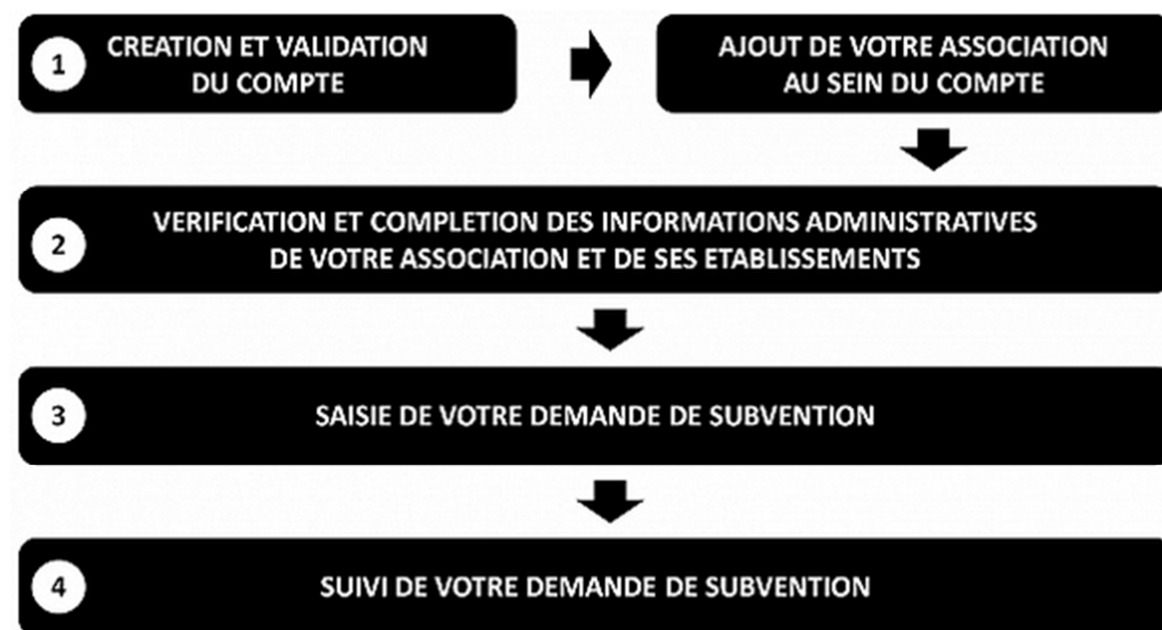 1
CREATION ET VALIDATION
DU COMPTE
AJOUT DE VOTRE ASSOCIATION
AU SEIN DU COMPTE
2
VERIFICATION ET COMPLETION DES INFORMATIONS ADMINISTRATIVES
DE VOTRE ASSOCIATION ET DE SES ETABLISSEMENTS
3
SAISIE DE VOTRE DEMANDE DE SUBVENTION
4
SUIVI DE VOTRE DEMANDE DE SUBVENTION